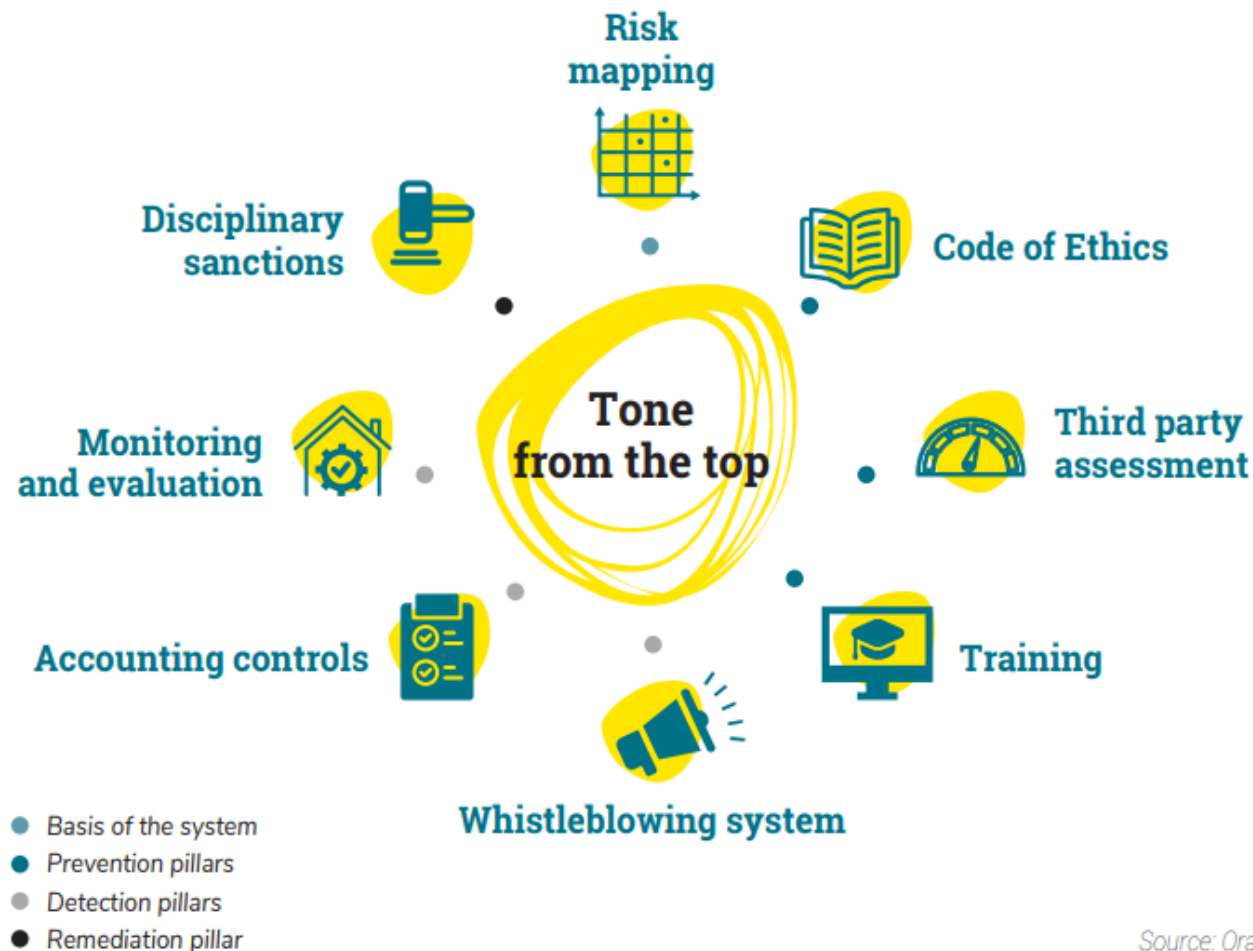 Risk
mapping
Disciplinary
sanctions
Code of Ethics
Tone
from the top
Monitoring
and evaluation
Third party
assessment
Accounting controls
Training
Whistleblowing system
Basis of the system
Prevention pillars
Detection pillars
Remediation pillar
Source: